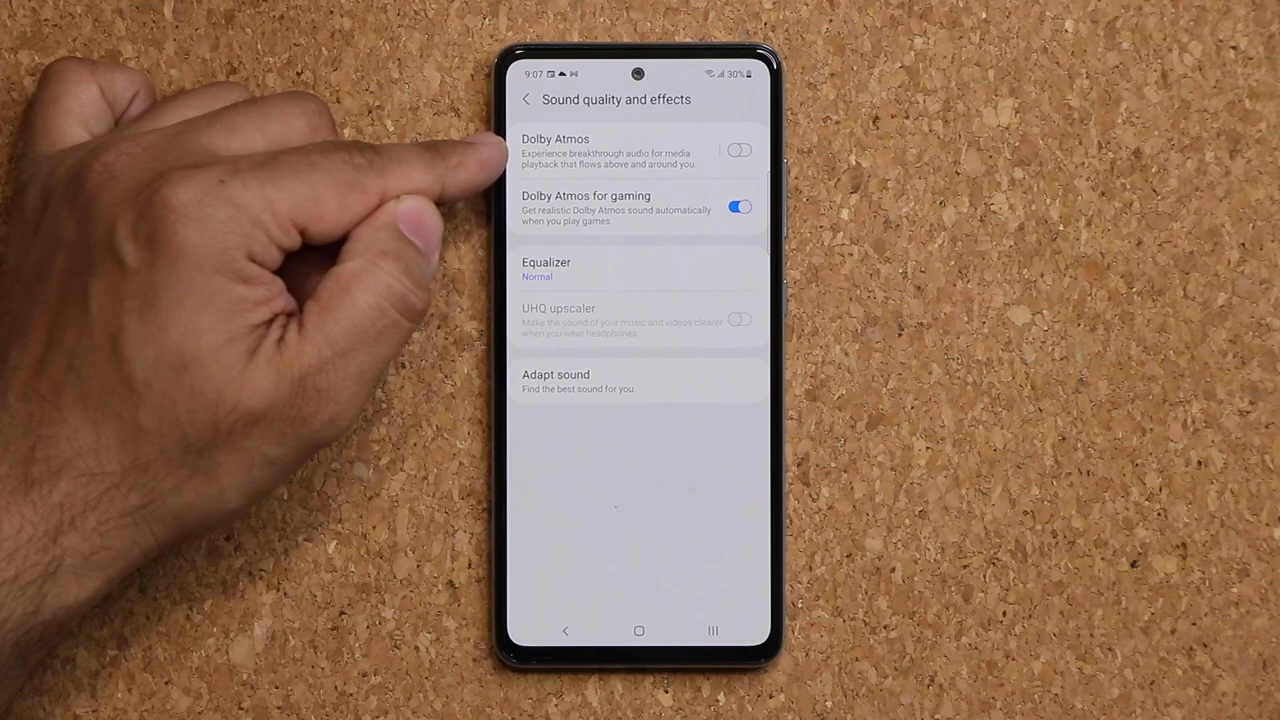 9:07
30%
Sound quality and effects
Dolby Atmos
Experience breakthrough audio for media
playback that flows above and around you.
Dolby Atmos for gaming
Get realistic Dolby Atmos sound automatically
when you play games.
Equalizer
Normal
UHQ upscaler
Make the sound of your music and videos clearer
when you wear headphones.
Adapt sound
Find the best sound for you.